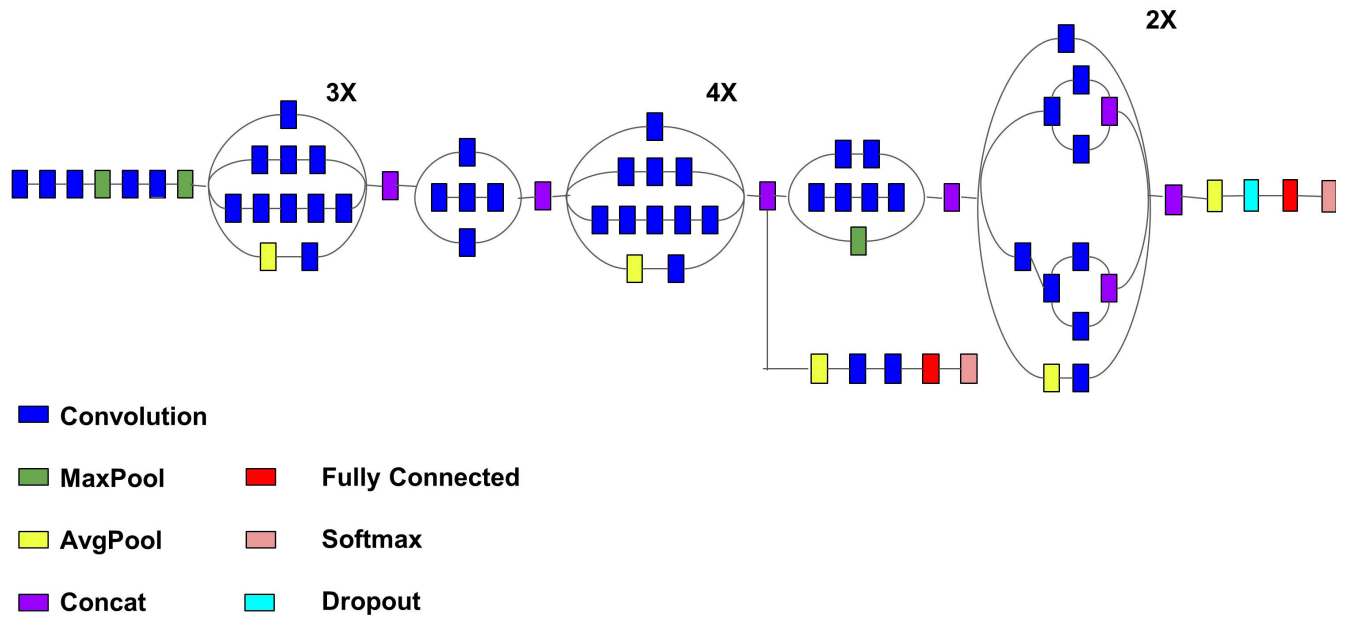 2X
3X
4X
Convolution
MaxPool
Fully Connected
AvgPool
Softmax
Concat
Dropout